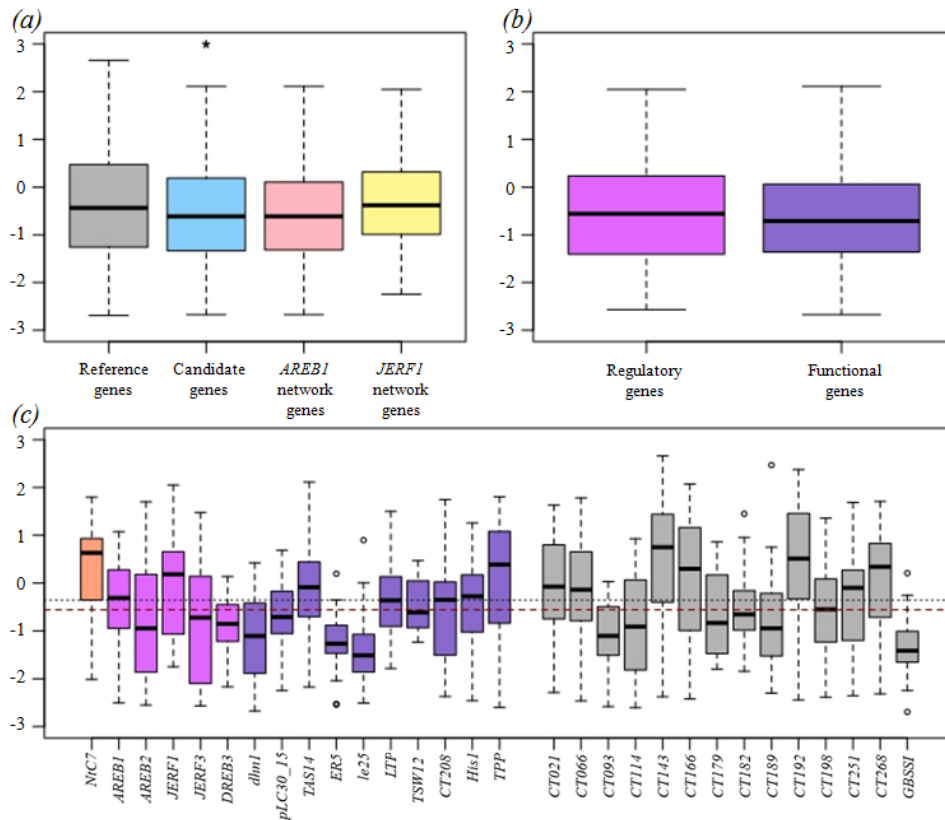 (a)
(b)
3
2
1
0
-1
-2
-3
3
2
1
0
-1
-2
-3
Reference genes
Candidate genes
AREB1 network genes
JERF1 network genes
Regulatory genes
Functional genes
(c)
3
2
1
0
-1
-2
-3
NtC7
AREB1
AREB2
JERF1
JERF3
DREB3
dhn1
pLC30_15
TAS14
ER5
le25
LTP
TSW12
CT208
His1
TPP
CT021
CT066
CT093
CT114
CT143
CT166
CT179
CT182
CT189
CT192
CT198
CT251
CT268
GBSSI